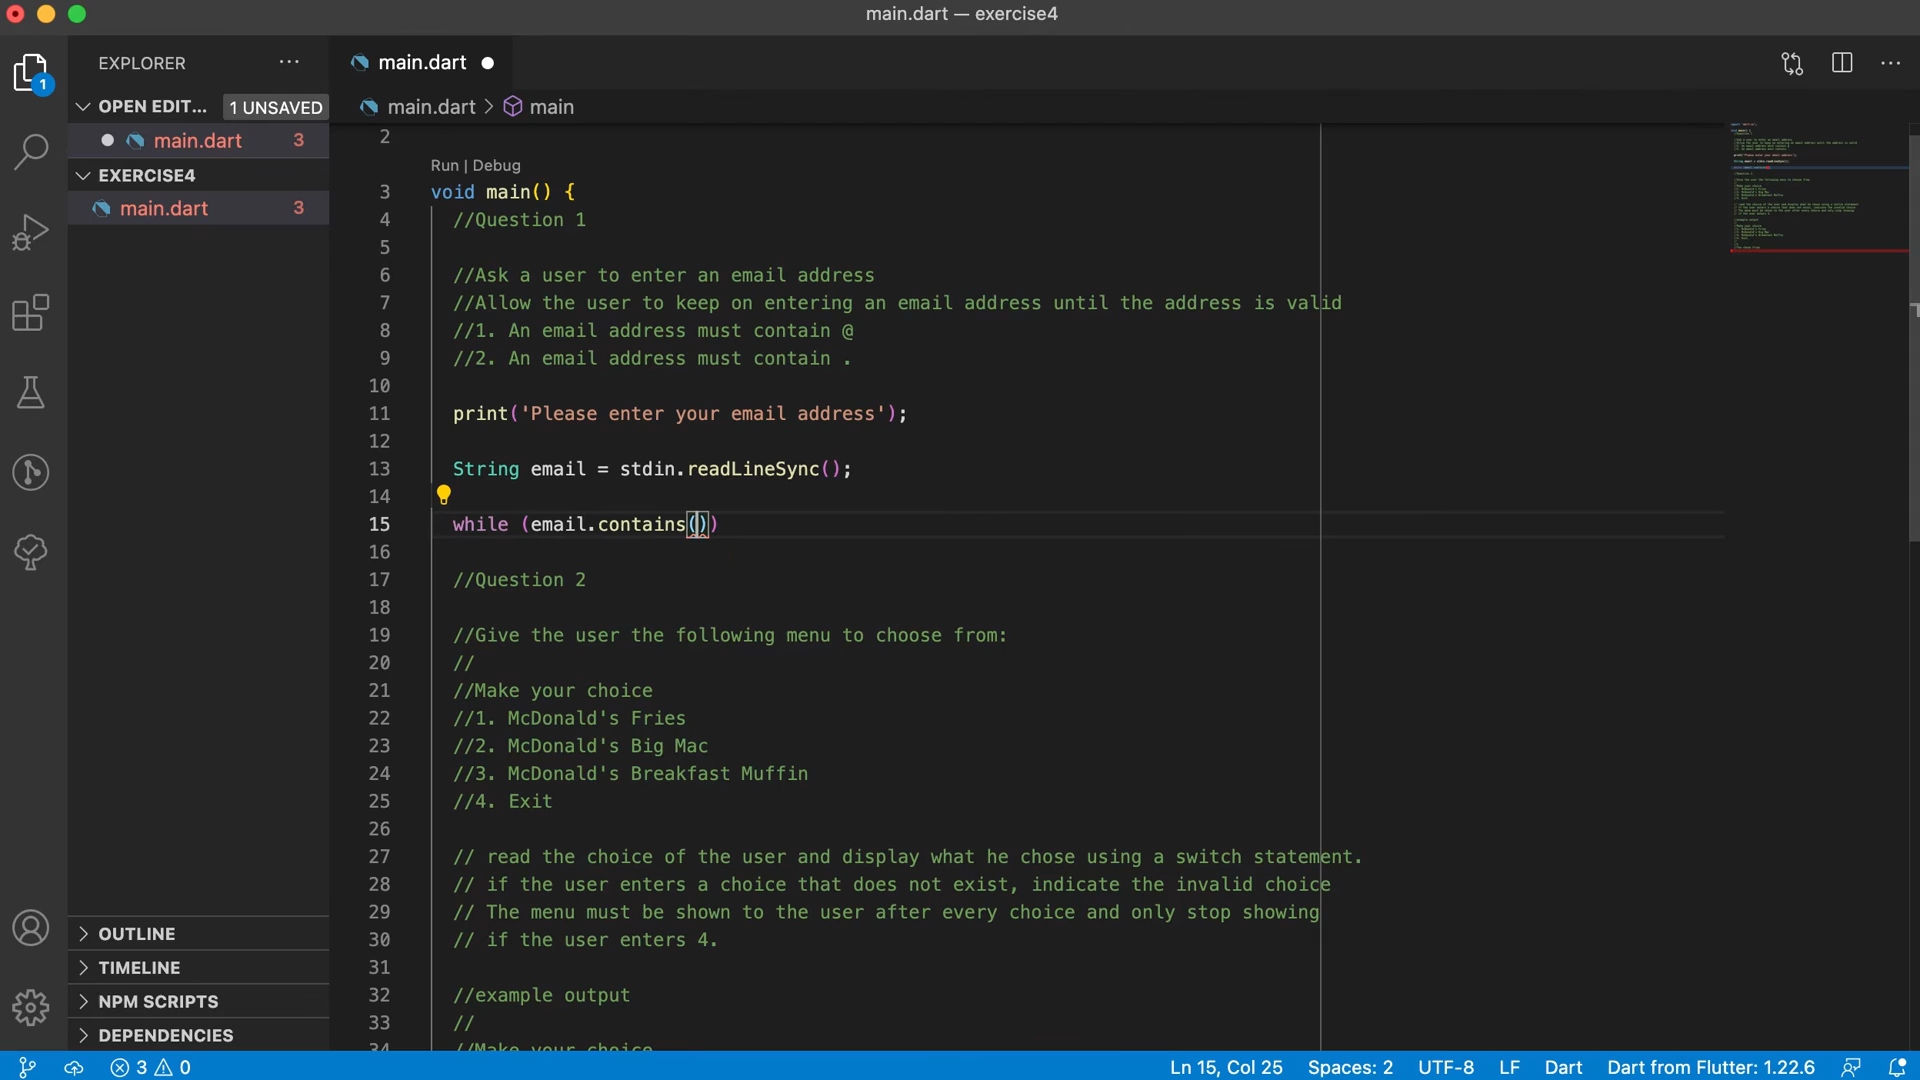 main.dart — exercise4
EXPLORER
main.dart
OPEN EDIT... 1 UNSAVED
main.dart > main
2
main.dart 3
Run | Debug
EXERCISE4
3 void main() {
main.dart 3
4 //Question 1
5
6 //Ask a user to enter an email address
7 //Allow the user to keep on entering an email address until the address is valid
8 //1. An email address must contain @
9 //2. An email address must contain .
10
11 print('Please enter your email address');
12
13 String email = stdin.readLineSync();
14
15 while (email.contains())
16
17 //Question 2
18
19 //Give the user the following menu to choose from:
20 //
21 //Make your choice
22 //1. McDonald's Fries
23 //2. McDonald's Big Mac
24 //3. McDonald's Breakfast Muffin
25 //4. Exit
26
27 // read the choice of the user and display what he chose using a switch statement.
28 // if the user enters a choice that does not exist, indicate the invalid choice
29 // The menu must be shown to the user after every choice and only stop showing
30 // if the user enters 4.
31
32 //example output
33 //
34 //Make your choice
1
OUTLINE
TIMELINE
NPM SCRIPTS
DEPENDENCIES
3 0 Ln 15, Col 25 Spaces: 2 UTF-8 LF Dart Dart from Flutter: 1.22.6